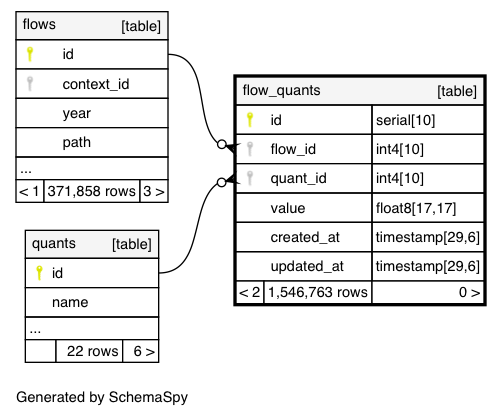 flows [table]
id
context_id
year
path
...
< 1 371,858 rows 3 >
flow_quants [table]
id serial[10]
flow_id int4[10]
quant_id int4[10]
value float8[17,17]
created_at timestamp[29,6]
updated_at timestamp[29,6]
< 2 1,546,763 rows 0 >
quants [table]
id
name
...
22 rows 6 >
Generated by SchemaSpy